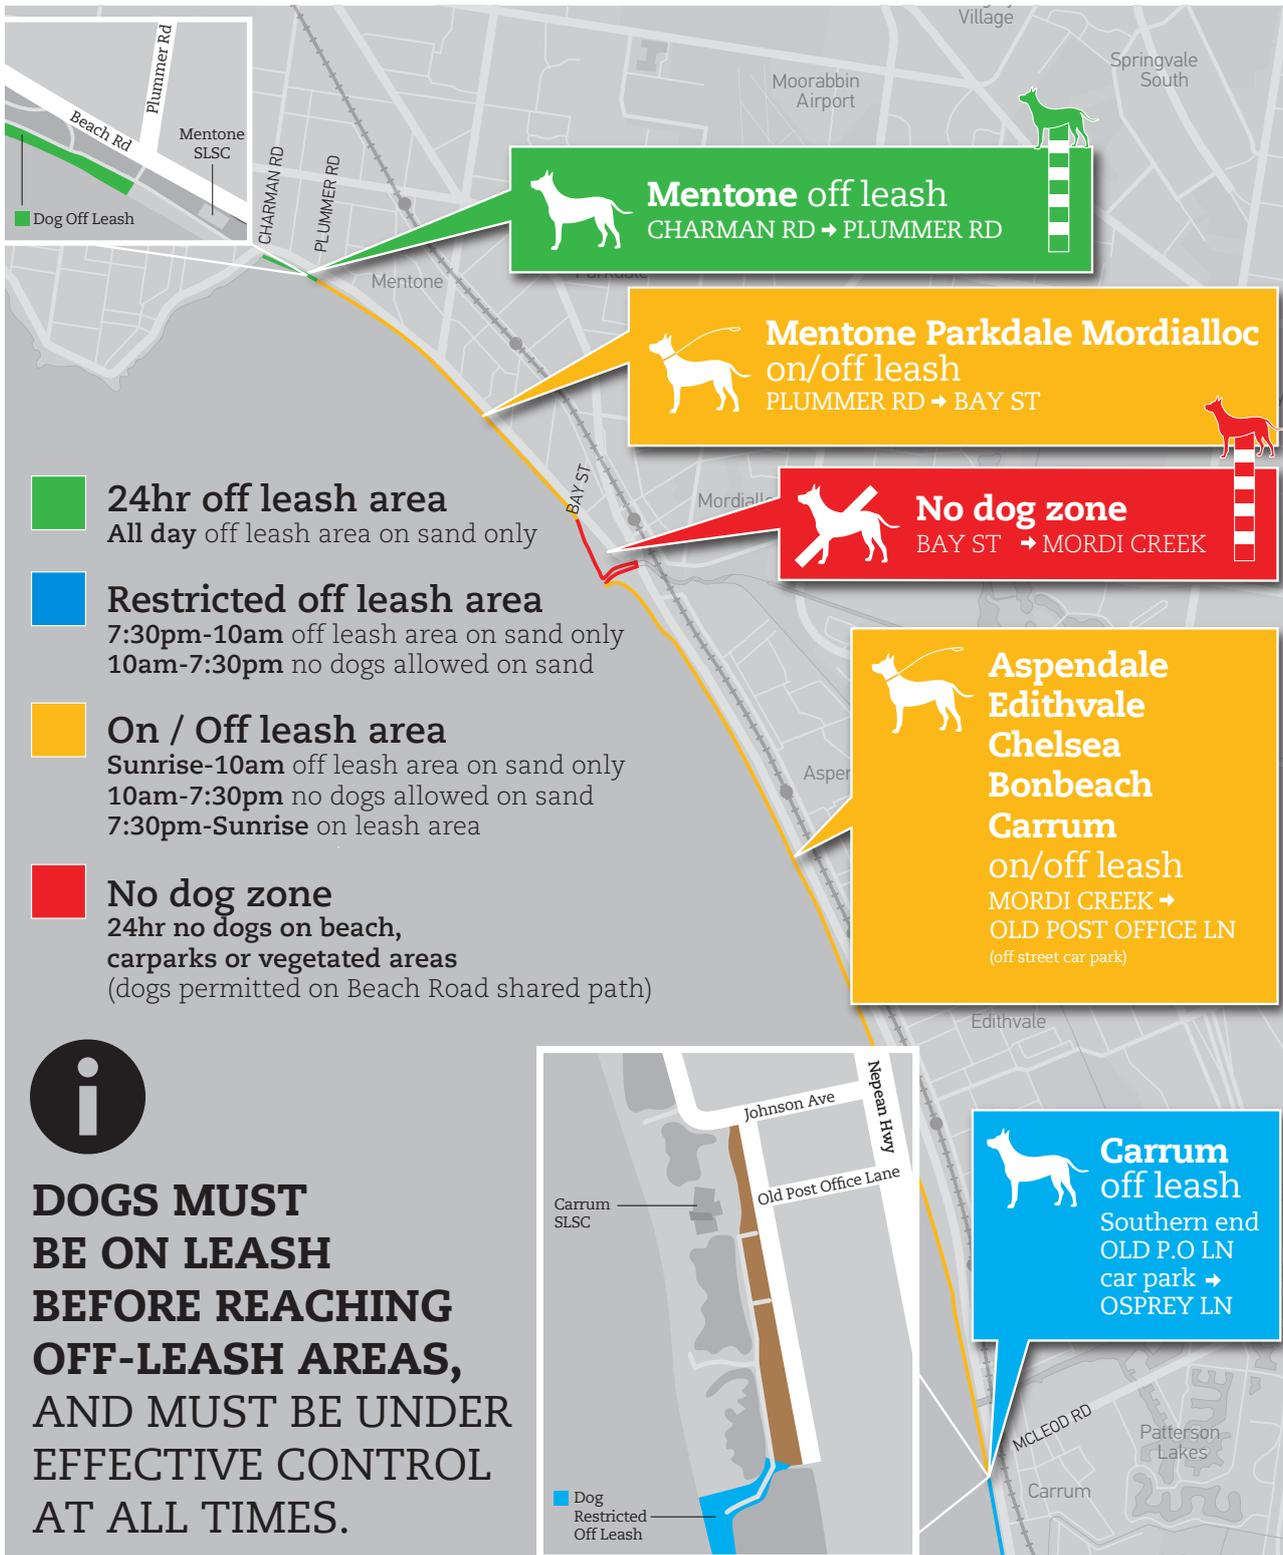 Village
Springvale
South
Moorabbin
Airport
Plummer Rd
Beach Rd
Mentone
SLSC
Dog Off Leash
CHARMAN RD
PLUMMER RD
Mentone off leash
CHARMAN RD → PLUMMER RD
Parkdale
Mentone
Mentone Parkdale Mordialloc
on/off leash
PLUMMER RD → BAY ST
BAY ST
No dog zone
BAY ST → MORDI CREEK
24hr off leash area
All day off leash area on sand only
Restricted off leash area
7:30pm-10am off leash area on sand only
10am-7:30pm no dogs allowed on sand
On / Off leash area
Sunrise-10am off leash area on sand only
10am-7:30pm no dogs allowed on sand
7:30pm-Sunrise on leash area
No dog zone
24hr no dogs on beach,
carparks or vegetated areas
(dogs permitted on Beach Road shared path)
Aspendale
Edithvale
Chelsea
Bonbeach
Carrum
on/off leash
MORDI CREEK →
OLD POST OFFICE LN
(off street car park)
Edithvale
i
DOGS MUST
BE ON LEASH
BEFORE REACHING
OFF-LEASH AREAS,
AND MUST BE UNDER
EFFECTIVE CONTROL
AT ALL TIMES.
Johnson Ave
Nepean Hwy
Old Post Office Lane
Carrum
SLSC
Dog
Restricted
Off Leash
Carrum
off leash
Southern end
OLD P.O LN
car park →
OSPREY LN
MCLEOD RD
Patterson
Lakes
Carrum